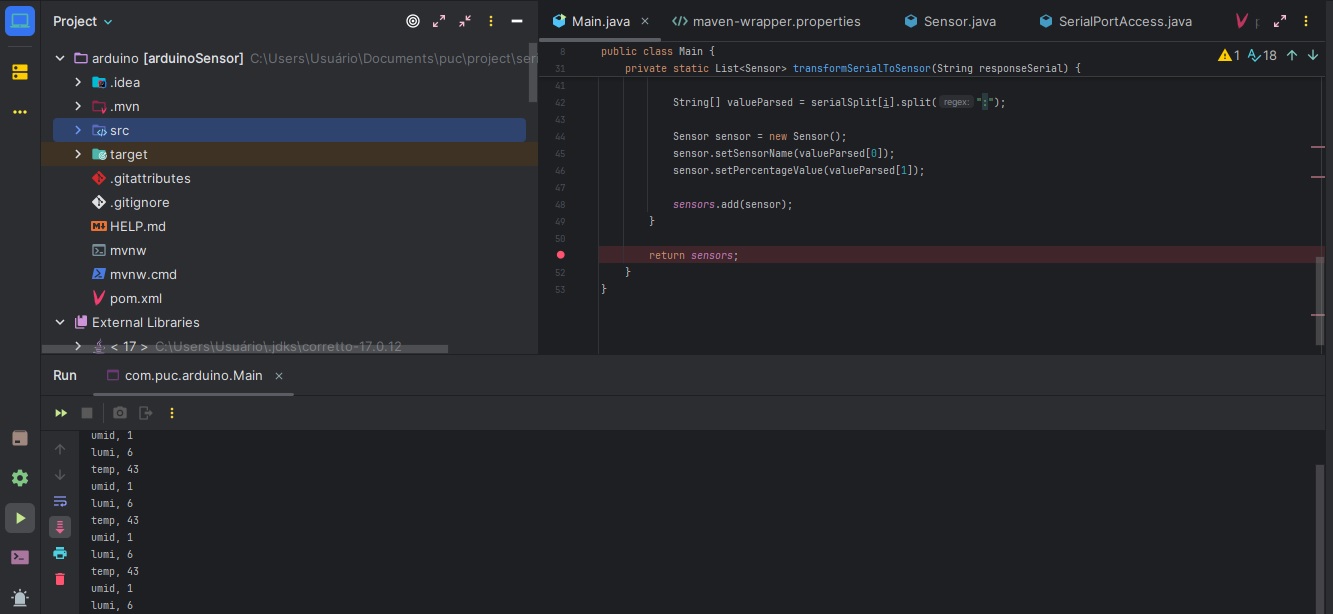 Project
arduino [arduinoSensor] C:\Users\Usuário\Documents\puc\project\seri
.idea
.mvn
src
target
.gitattributes
.gitignore
HELP.md
mvnw
mvnw.cmd
pom.xml
External Libraries
< 17 > C:\Users\Usuário\.jdks\corretto-17.0.12
Main.java
maven-wrapper.properties
Sensor.java
SerialPortAccess.java
p
1 18
8 public class Main {
31 private static List<Sensor> transformSerialToSensor(String responseSerial) {
41
42 String[] valueParsed = serialSplit[i].split( regex: ":");
43
44 Sensor sensor = new Sensor();
45 sensor.setSensorName(valueParsed[0]);
46 sensor.setPercentageValue(valueParsed[1]);
47
48 sensors.add(sensor);
49 }
50
return sensors;
52 }
53 }
Run com.puc.arduino.Main
umid, 1
lumi, 6
temp, 43
umid, 1
lumi, 6
temp, 43
umid, 1
lumi, 6
temp, 43
umid, 1
lumi, 6